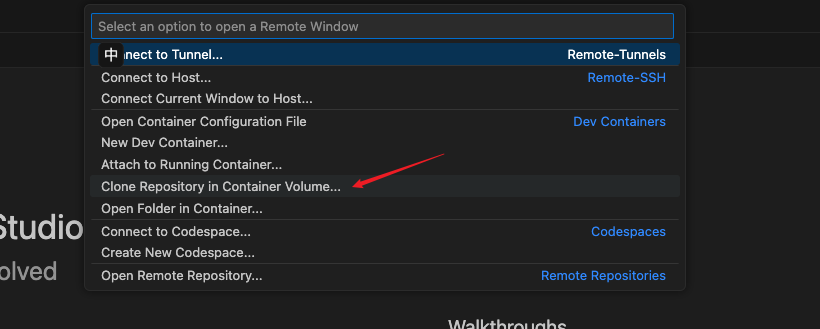 Select an option to open a Remote Window
中 nnect to Tunnel... Remote-Tunnels
Connect to Host... Remote-SSH
Connect Current Window to Host...
Open Container Configuration File Dev Containers
New Dev Container...
Attach to Running Container...
Clone Repository in Container Volume...
Open Folder in Container...
Studio
Connect to Codespace... Codespaces
Create New Codespace...
olved
Open Remote Repository... Remote Repositories
Walkthroughs